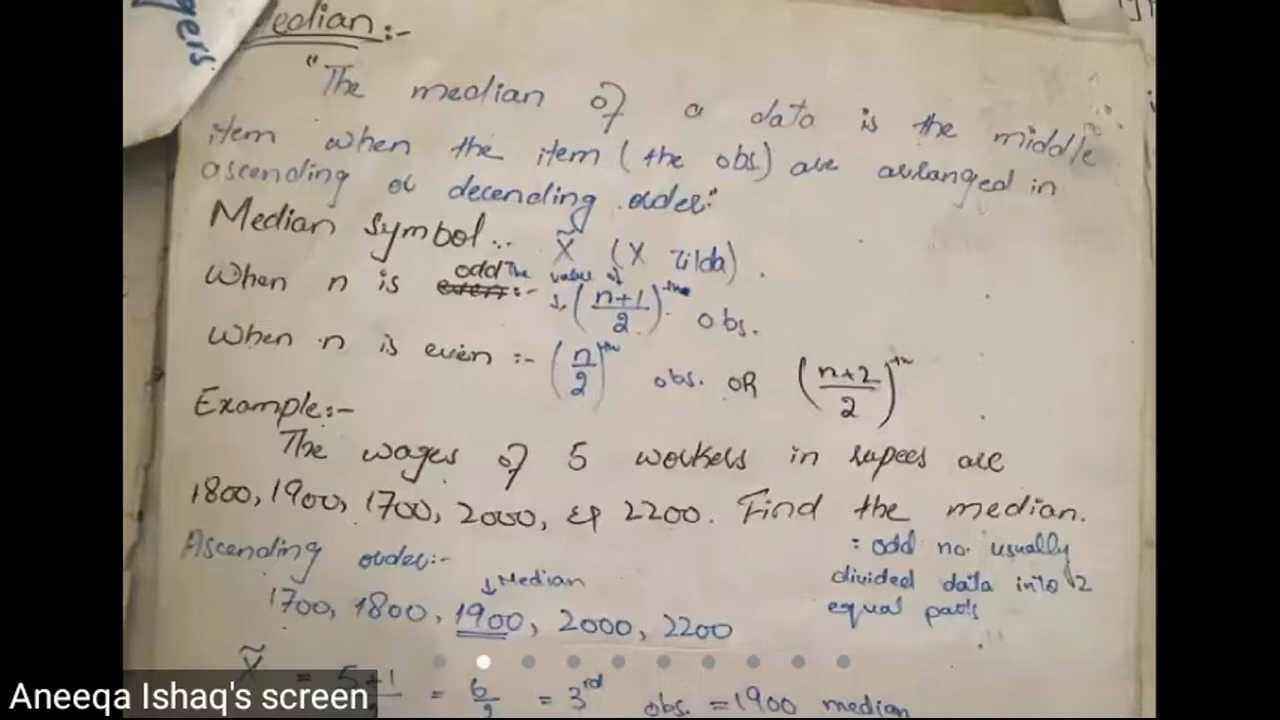 gers
Median:-
"The median of a data is the middle
item when the item (the obs.) are arranged in
ascending or decending order."
Median Symbol:- X̃ (X Tilda).
When n is odd:- The value of (n+1/2)th obs.
When n is even:- (n/2)th obs. OR (n+2/2)th
Example:-
The wages of 5 workers in rupees are
1800, 1900, 1700, 2000, & 2200. Find the median.
Ascending order:-
: odd no. usually
divided data into 2
equal parts
↓ Median
1700, 1800, 1900, 2000, 2200
X̃ = 5+1 = 6/2 = 3rd obs. = 1900 median
Aneeqa Ishaq's screen